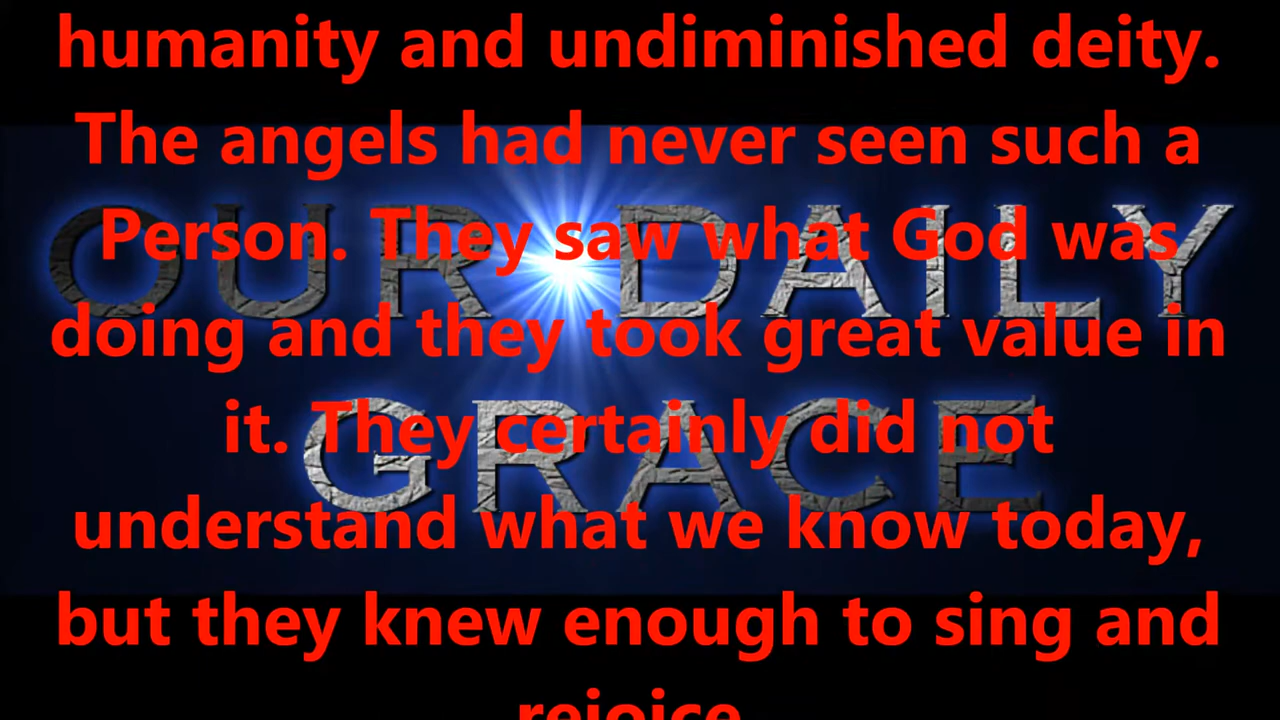 humanity and undiminished deity.
The angels had never seen such a
Person. They saw what God was
doing and they took great value in
it. They certainly did not
understand what we know today,
but they knew enough to sing and
rejoice
OUR DAILY
GRACE